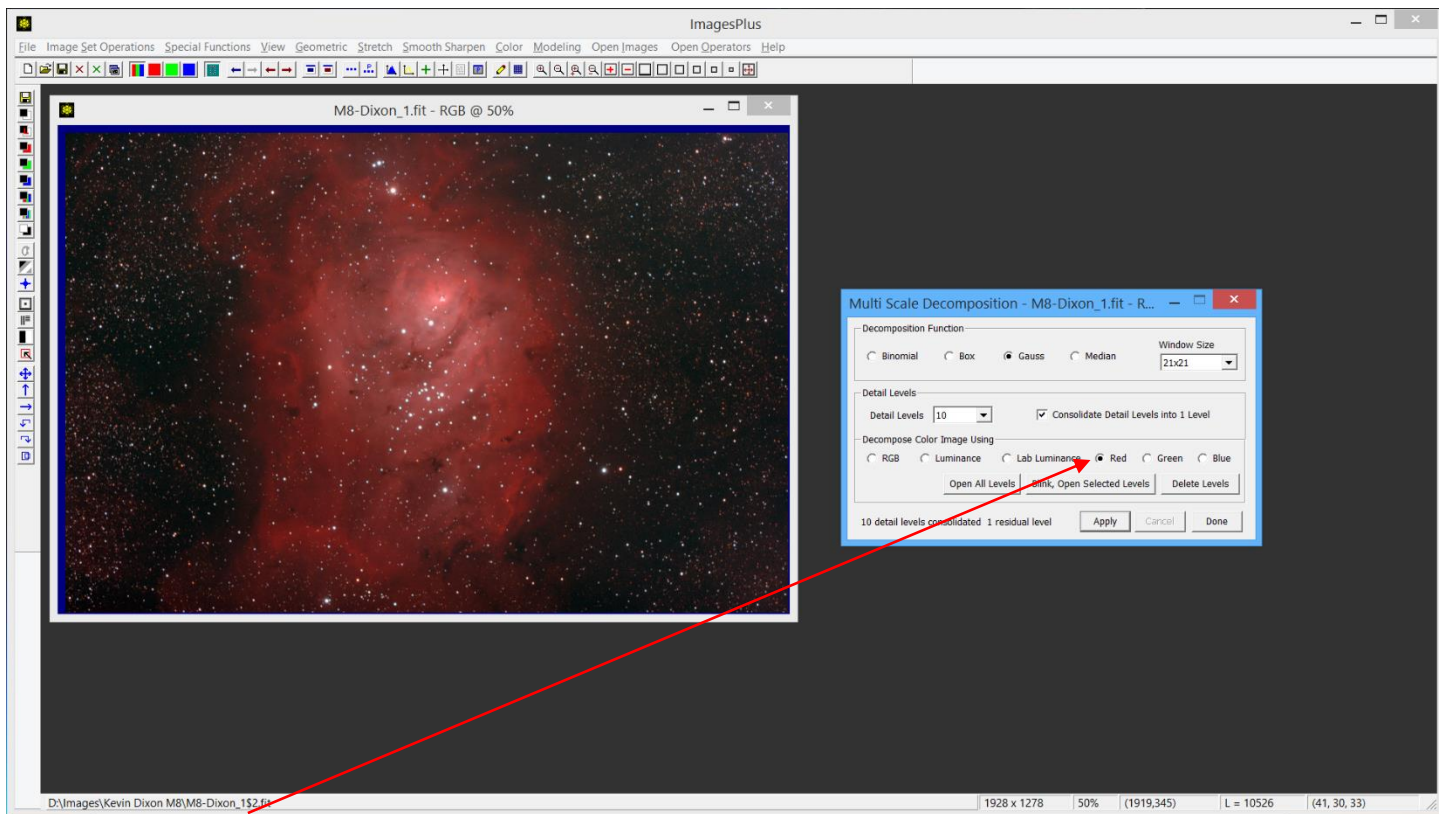 ImagesPlus
File Image Set Operations Special Functions View Geometric Stretch Smooth Sharpen Color Modeling Open Images Open Operators Help
M8-Dixon_1.fit - RGB @ 50%
Multi Scale Decomposition - M8-Dixon_1.fit - R...
Decomposition Function
Binomial Box Gauss Median
Window Size
21x21
Detail Levels
Detail Levels 10 Consolidate Detail Levels into 1 Level
Decompose Color Image Using
RGB Luminance Lab Luminance Red Green Blue
Open All Levels Blink, Open Selected Levels Delete Levels
10 detail levels consolidated 1 residual level Apply Cancel Done
D:\Images\Kevin Dixon M8\M8-Dixon_1$2.fit 1928 x 1278 50% (1919,345) L = 10526 (41, 30, 33)